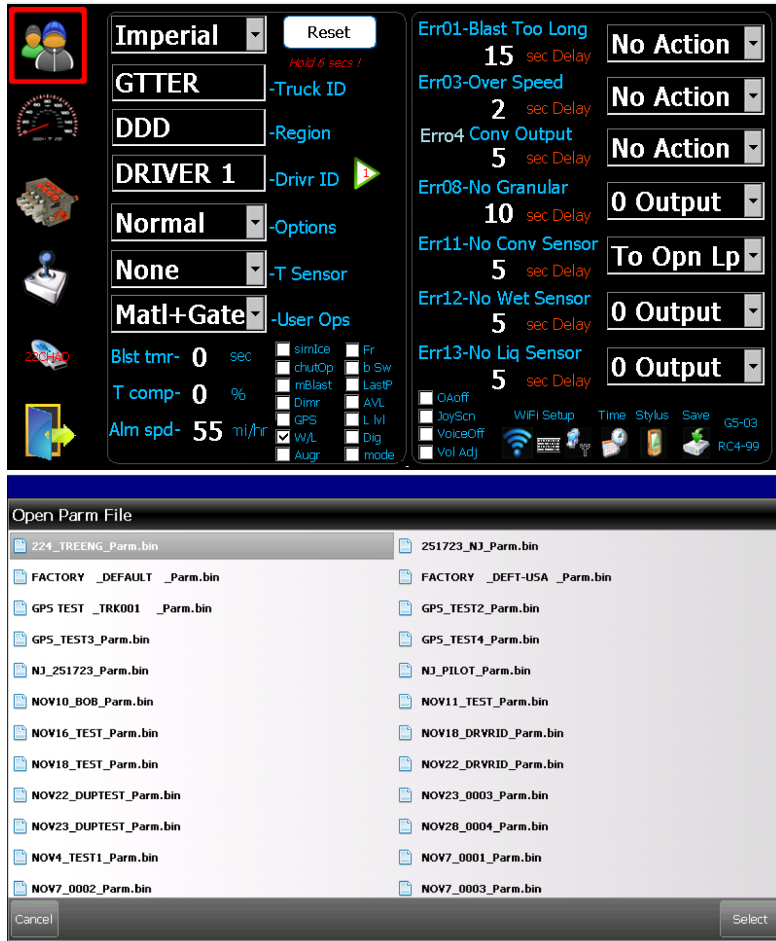 Imperial
Reset
Hold 6 secs !
GTTER -Truck ID
DDD -Region
DRIVER 1 -Drivr ID 1
Normal -Options
None -T Sensor
Matl+Gate -User Ops
Blst tmr- 0 sec
T comp- 0 %
Alm spd- 55 mi/hr
simIce Fr
chutOp b Sw
mBlast LastP
Dimr AVL
GPS L lvl
W/L Dig
Augr mode
Err01-Blast Too Long
15 sec Delay No Action
Err03-Over Speed
2 sec Delay No Action
Erro4 Conv Output
5 sec Delay No Action
Err08-No Granular
10 sec Delay 0 Output
Err11-No Conv Sensor
5 sec Delay To Opn Lp
Err12-No Wet Sensor
5 sec Delay 0 Output
Err13-No Liq Sensor
5 sec Delay 0 Output
OAoff
JoyScn
VoiceOff
Vol Adj
WiFi Setup Time Stylus Save
G5-03
RC4-99
Open Parm File
224_TREENG_Parm.bin 251723_NJ_Parm.bin
FACTORY _DEFAULT _Parm.bin FACTORY _DEFT-USA _Parm.bin
GPS TEST _TRK001 _Parm.bin GPS_TEST2_Parm.bin
GPS_TEST3_Parm.bin GPS_TEST4_Parm.bin
NJ_251723_Parm.bin NJ_PILOT_Parm.bin
NOV10_BOB_Parm.bin NOV11_TEST_Parm.bin
NOV16_TEST_Parm.bin NOV18_DRVRID_Parm.bin
NOV18_TEST_Parm.bin NOV22_DRVRID_Parm.bin
NOV22_DUPTEST_Parm.bin NOV23_0003_Parm.bin
NOV23_DUPTEST_Parm.bin NOV28_0004_Parm.bin
NOV4_TEST1_Parm.bin NOV7_0001_Parm.bin
NOV7_0002_Parm.bin NOV7_0003_Parm.bin
Cancel Select